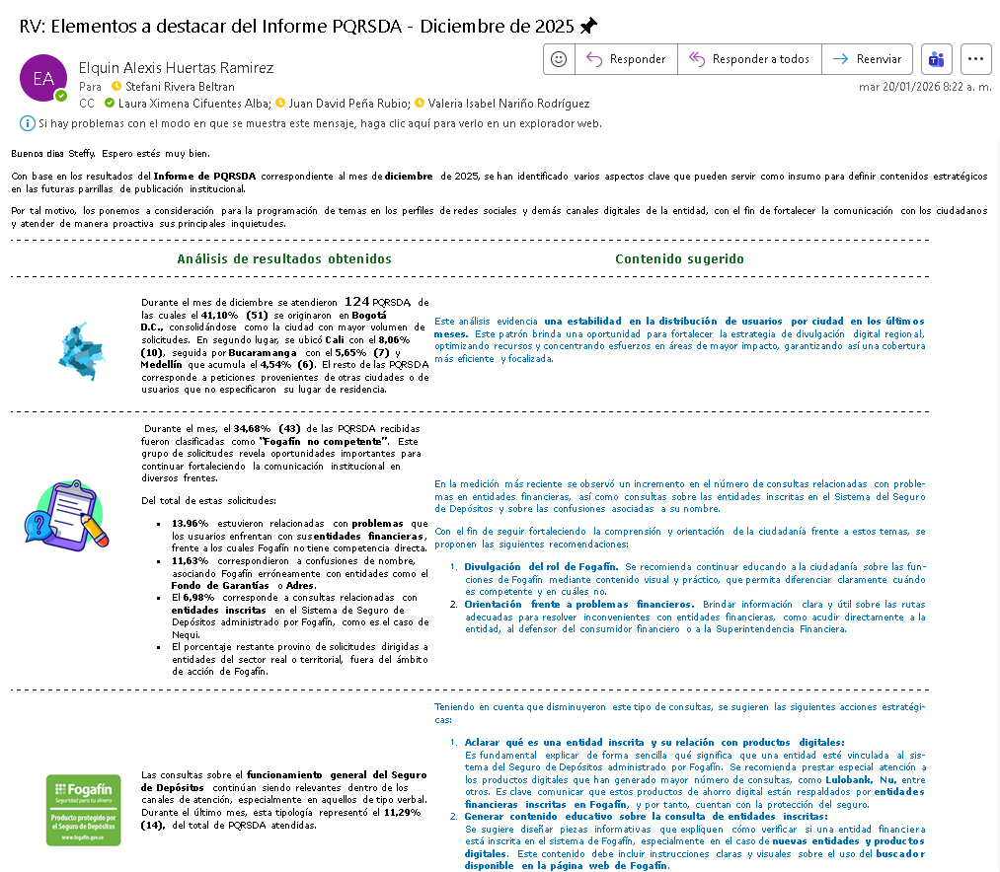 RV: Elementos a destacar del Informe PQRSDA - Diciembre de 2025
EA
Elquin Alexis Huertas Ramirez
Para Stefani Rivera Beltran
CC Laura Ximena Cifuentes Alba; Juan David Peña Rubio; Valeria Isabel Nariño Rodríguez
Responder
Responder a todos
Reenviar
mar 20/01/2026 8:22 a. m.
Si hay problemas con el modo en que se muestra este mensaje, haga clic aquí para verlo en un explorador web.
Buenos días Steffy. Espero estés muy bien.
Con base en los resultados del Informe de PQRSDA correspondiente al mes de diciembre de 2025, se han identificado varios aspectos clave que pueden servir como insumo para definir contenidos estratégicos
en las futuras parrillas de publicación institucional.
Por tal motivo, los ponemos a consideración para la programación de temas en los perfiles de redes sociales y demás canales digitales de la entidad, con el fin de fortalecer la comunicación con los ciudadanos
y atender de manera proactiva sus principales inquietudes.
Análisis de resultados obtenidos
Contenido sugerido
Durante el mes de diciembre se atendieron 124 PQRSDA, de
las cuales el 41,10% (51) se originaron en Bogotá
D.C., consolidándose como la ciudad con mayor volumen de
solicitudes. En segundo lugar, se ubicó Cali con el 8,06%
(10), seguida por Bucaramanga con el 5,65% (7) y
Medellín que acumula el 4,54% (6). El resto de las PQRSDA
corresponde a peticiones provenientes de otras ciudades o de
usuarios que no especificaron su lugar de residencia.
Este análisis evidencia una estabilidad en la distribución de usuarios por ciudad en los últimos
meses. Este patrón brinda una oportunidad para fortalecer la estrategia de divulgación digital regional,
optimizando recursos y concentrando esfuerzos en áreas de mayor impacto, garantizando así una cobertura
más eficiente y focalizada.
Durante el mes, el 34,68% (43) de las PQRSDA recibidas
fueron clasificadas como "Fogafín no competente". Este
grupo de solicitudes revela oportunidades importantes para
continuar fortaleciendo la comunicación institucional en
diversos frentes.
Del total de estas solicitudes:
• 13.96% estuvieron relacionadas con problemas que
los usuarios enfrentan con sus entidades financieras,
frente a los cuales Fogafín no tiene competencia directa.
• 11,63% correspondieron a confusiones de nombre,
asociando Fogafín erróneamente con entidades como el
Fondo de Garantías o Adres.
• El 6,98% corresponde a consultas relacionadas con
entidades inscritas en el Sistema de Seguro de
Depósitos administrado por Fogafín, como es el caso de
Nequi.
• El porcentaje restante provino de solicitudes dirigidas a
entidades del sector real o territorial, fuera del ámbito
de acción de Fogafín.
En la medición más reciente se observó un incremento en el número de consultas relacionadas con proble-
mas en entidades financieras, así como consultas sobre las entidades inscritas en el Sistema del Seguro
de Depósitos y sobre las confusiones asociadas a su nombre.
Con el fin de seguir fortaleciendo la comprensión y orientación de la ciudadanía frente a estos temas, se
proponen las siguientes recomendaciones:
1. Divulgación del rol de Fogafín. Se recomienda continuar educando a la ciudadanía sobre las fun-
ciones de Fogafín mediante contenido visual y práctico, que permita diferenciar claramente cuándo
es competente y en cuáles no.
2. Orientación frente a problemas financieros. Brindar información clara y útil sobre las rutas
adecuadas para resolver inconvenientes con entidades financieras, como acudir directamente a la
entidad, al defensor del consumidor financiero o a la Superintendencia Financiera.
Fogafín
Seguridad para tu dinero
Producto protegido por
el Seguro de Depósitos
www.fogafin.gov.co
Las consultas sobre el funcionamiento general del Seguro
de Depósitos continúan siendo relevantes dentro de los
canales de atención, especialmente en aquellos de tipo verbal.
Durante el último mes, esta tipología representó el 11,29%
(14), del total de PQRSDA atendidas.
Teniendo en cuenta que disminuyeron este tipo de consultas, se sugieren las siguientes acciones estratégi-
cas:
1. Aclarar qué es una entidad inscrita y su relación con productos digitales:
Es fundamental explicar de forma sencilla qué significa que una entidad esté vinculada al sis-
tema del Seguro de Depósitos administrado por Fogafín. Se recomienda prestar especial atención a
los productos digitales que han generado mayor número de consultas, como Lulobank, Nu, entre
otros. Es clave comunicar que estos productos de ahorro digital están respaldados por entidades
financieras inscritas en Fogafín, y por tanto, cuentan con la protección del seguro.
2. Generar contenido educativo sobre la consulta de entidades inscritas:
Se sugiere diseñar piezas informativas que expliquen cómo verificar si una entidad financiera
está inscrita en el sistema de Fogafín, especialmente en el caso de nuevas entidades y productos
digitales. Este contenido debe incluir instrucciones claras y visuales sobre el uso del buscador
disponible en la página web de Fogafín.